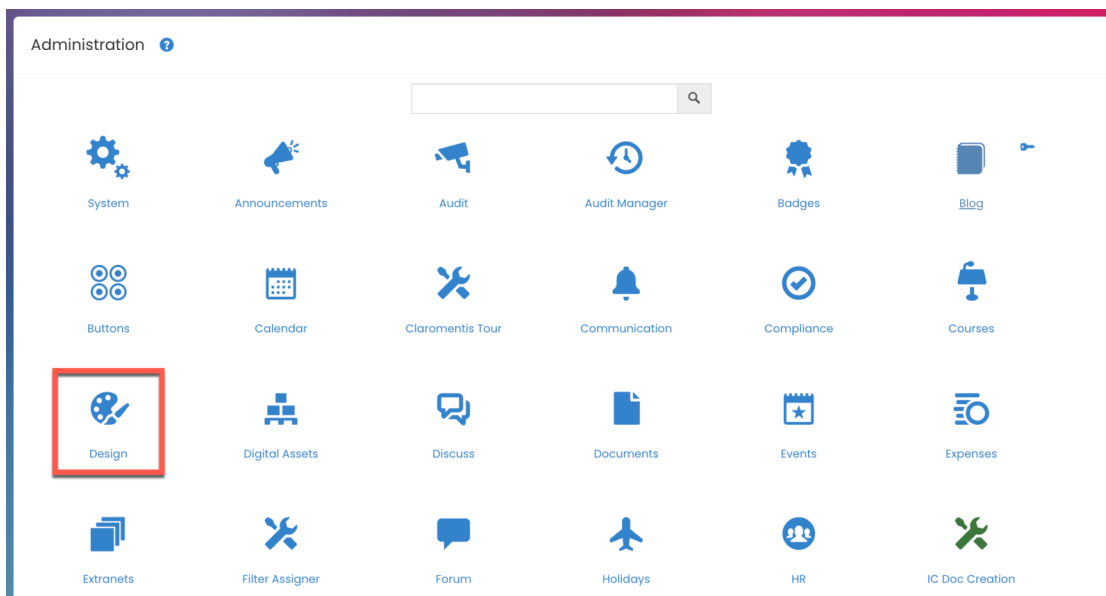 Administration ?
System
Announcements
Audit
Audit Manager
Badges
Blog
Buttons
Calendar
Claromentis Tour
Communication
Compliance
Courses
Design
Digital Assets
Discuss
Documents
Events
Expenses
Extranets
Filter Assigner
Forum
Holidays
HR
IC Doc Creation